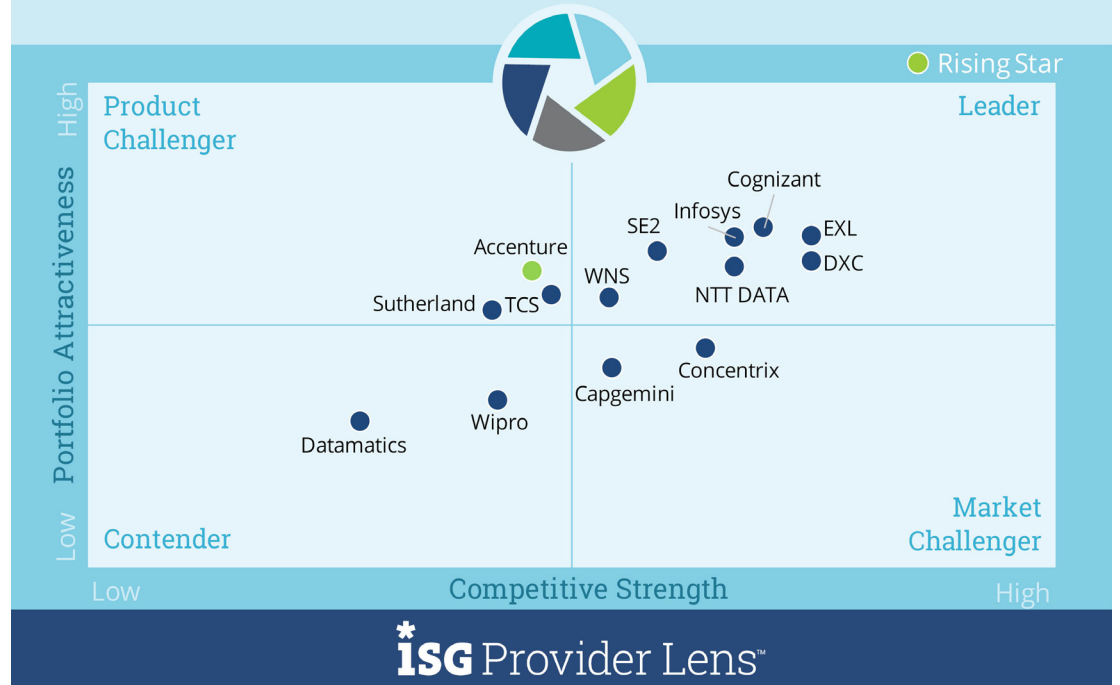 Rising Star
High
Product
Challenger
Leader
Portfolio Attractiveness
Cognizant
Infosys
SE2
EXL
Accenture
DXC
WNS
NTT DATA
Sutherland
TCS
Concentrix
Capgemini
Wipro
Datamatics
Market
Challenger
Low
Contender
Low
Competitive Strength
High
iSG Provider Lens™